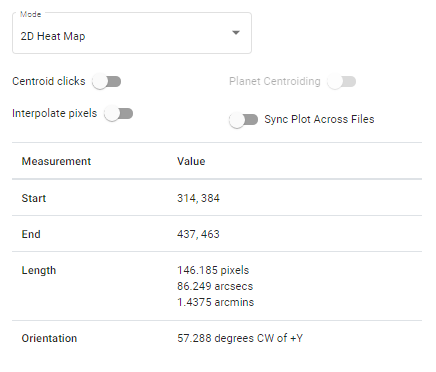 Mode
2D Heat Map
Centroid clicks
Planet Centroiding
Interpolate pixels
Sync Plot Across Files
Measurement Value
Start 314, 384
End 437, 463
Length 146.185 pixels
86.249 arcsecs
1.4375 arcmins
Orientation 57.288 degrees CW of +Y